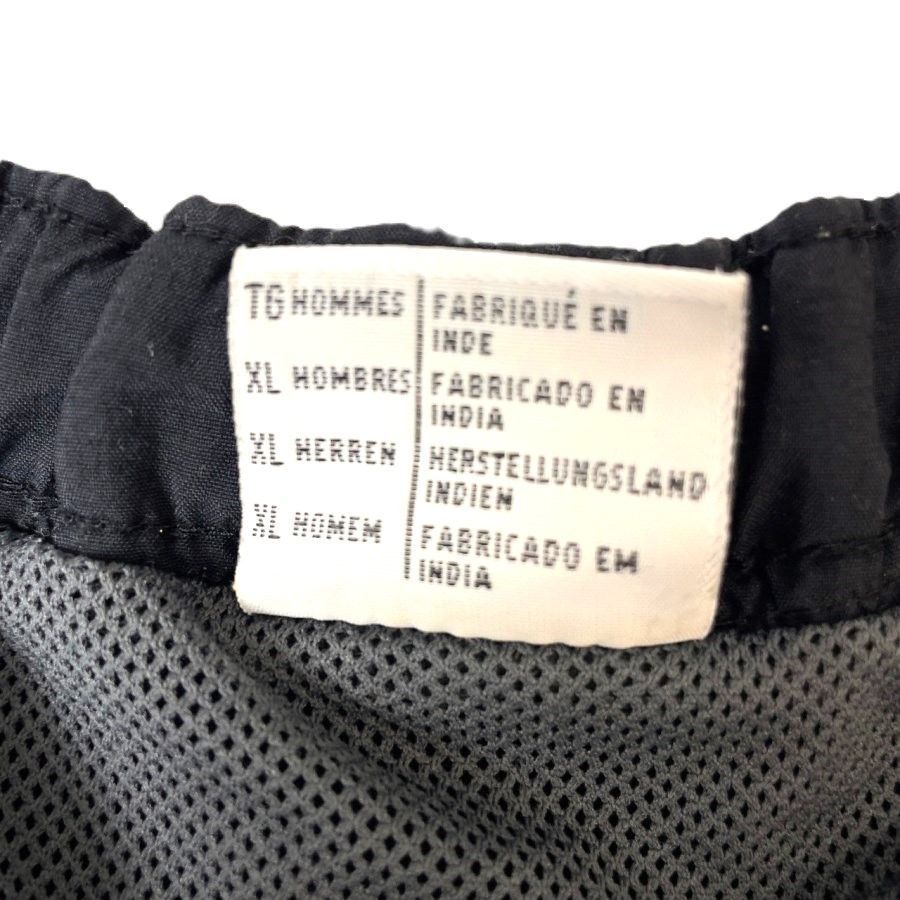 TG HOMMES
FABRIQUÉ EN
INDE
XL HOMBRES
FABRICADO EN
INDIA
XL HERREN
HERSTELLUNGSLAND
INDIEN
XL HOMEM
FABRICADO EM
INDIA